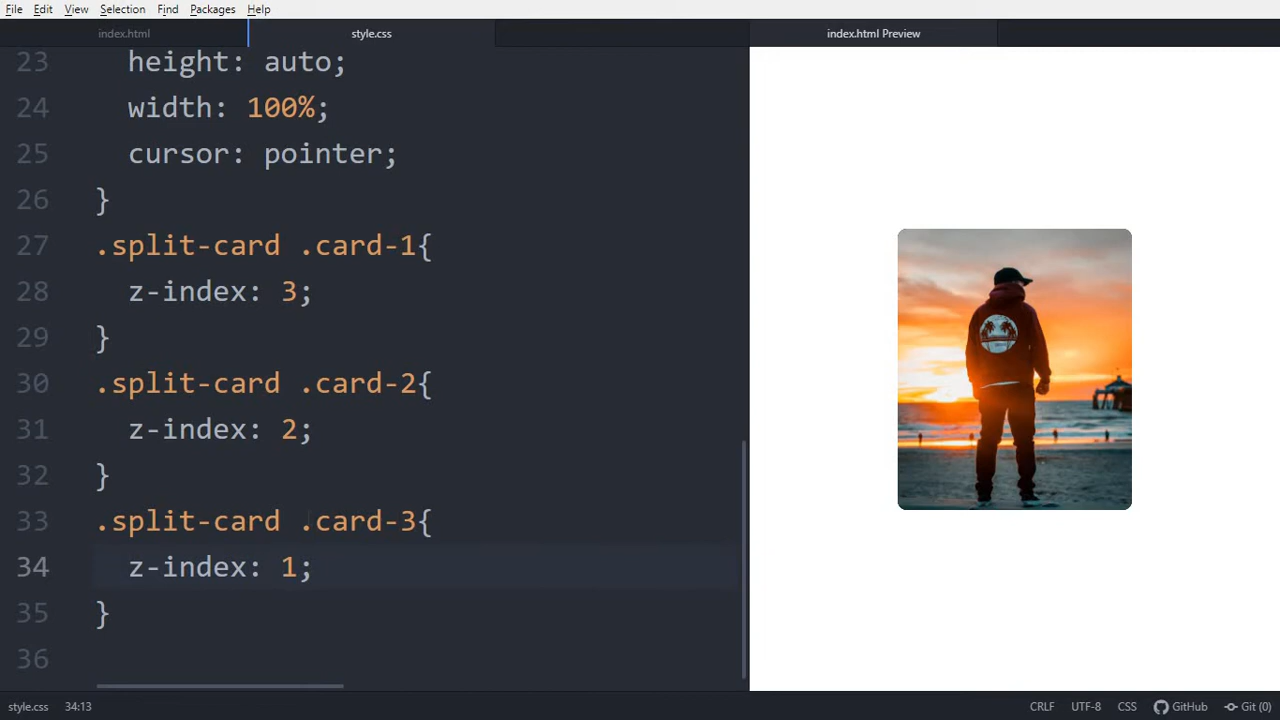 File Edit View Selection Find Packages Help
index.html style.css index.html Preview
23 height: auto;
24 width: 100%;
25 cursor: pointer;
26 }
27 .split-card .card-1{
28 z-index: 3;
29 }
30 .split-card .card-2{
31 z-index: 2;
32 }
33 .split-card .card-3{
34 z-index: 1;
35 }
36
style.css 34:13 CRLF UTF-8 CSS GitHub Git (0)